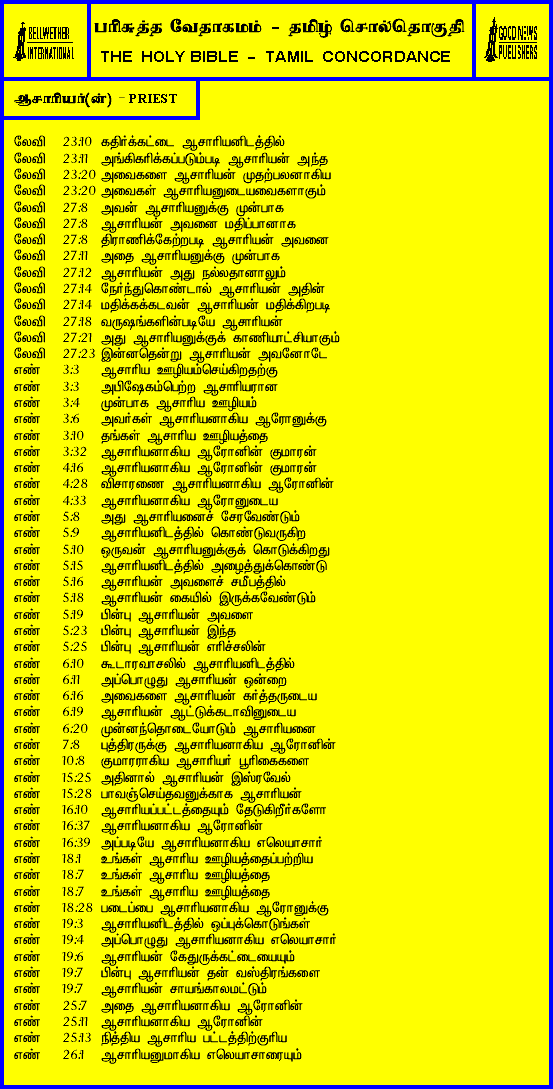 BELLWETHER
INTERNATIONAL
பரிசுத்த வேதாகமம் - தமிழ் சொல்தொகுதி
THE HOLY BIBLE - TAMIL CONCORDANCE
GOOD NEWS
PUBLISHERS
ஆசாரியர்(ன்) - PRIEST
லேவி 23:10 கதிர்க்கட்டை ஆசாரியனிடத்தில்
லேவி 23:11 அங்கிகரிக்கப்படும்படி ஆசாரியன் அந்த
லேவி 23:20 அவைகளை ஆசாரியன் முதற்பலனாகிய
லேவி 23:20 அவைகள் ஆசாரியனுடையவைகளாகும்
லேவி 27:8 அவன் ஆசாரியனுக்கு முன்பாக
லேவி 27:8 ஆசாரியன் அவனை மதிப்பானாக
லேவி 27:8 திராணிக்கேற்றபடி ஆசாரியன் அவனை
லேவி 27:11 அதை ஆசாரியனுக்கு முன்பாக
லேவி 27:12 ஆசாரியன் அது நல்லதானாலும்
லேவி 27:14 நேர்ந்துகொண்டால் ஆசாரியன் அதின்
லேவி 27:14 மதிக்கக்கடவன் ஆசாரியன் மதிக்கிறபடி
லேவி 27:18 வருஷங்களின்படியே ஆசாரியன்
லேவி 27:21 அது ஆசாரியனுக்குக் காணியாட்சியாகும்
லேவி 27:23 இன்னதென்று ஆசாரியன் அவனோடே
எண் 3:3 ஆசாரிய ஊழியம்செய்கிறதற்கு
எண் 3:3 அபிஷேகம்பெற்ற ஆசாரியரான
எண் 3:4 முன்பாக ஆசாரிய ஊழியம்
எண் 3:6 அவர்கள் ஆசாரியனாகிய ஆரோனுக்கு
எண் 3:10 தங்கள் ஆசாரிய ஊழியத்தை
எண் 3:32 ஆசாரியனாகிய ஆரோனின் குமாரன்
எண் 4:16 ஆசாரியனாகிய ஆரோனின் குமாரன்
எண் 4:28 விசாரணை ஆசாரியனாகிய ஆரோனின்
எண் 4:33 ஆசாரியனாகிய ஆரோனுடைய
எண் 5:8 அது ஆசாரியனைச் சேரவேண்டும்
எண் 5:9 ஆசாரியனிடத்தில் கொண்டுவருகிற
எண் 5:10 ஒருவன் ஆசாரியனுக்குக் கொடுக்கிறது
எண் 5:15 ஆசாரியனிடத்தில் அழைத்துக்கொண்டு
எண் 5:16 ஆசாரியன் அவளைச் சமீபத்தில்
எண் 5:18 ஆசாரியன் கையில் இருக்கவேண்டும்
எண் 5:19 பின்பு ஆசாரியன் அவளை
எண் 5:23 பின்பு ஆசாரியன் இந்த
எண் 5:25 பின்பு ஆசாரியன் எரிச்சலின்
எண் 6:10 கூடாரவாசலில் ஆசாரியனிடத்தில்
எண் 6:11 அப்பொழுது ஆசாரியன் ஒன்றை
எண் 6:16 அவைகளை ஆசாரியன் கர்த்தருடைய
எண் 6:19 ஆசாரியன் ஆட்டுக்கடாவினுடைய
எண் 6:20 முன்னந்தொடையோடும் ஆசாரியனை
எண் 7:8 புத்திரருக்கு ஆசாரியனாகிய ஆரோனின்
எண் 10:8 குமாரராகிய ஆசாரியர் பூரிகைகளை
எண் 15:25 அதினால் ஆசாரியன் இஸ்ரவேல்
எண் 15:28 பாவஞ்செய்தவனுக்காக ஆசாரியன்
எண் 16:10 ஆசாரியப்பட்டத்தையும் தேடுகிறீர்களோ
எண் 16:37 ஆசாரியனாகிய ஆரோனின்
எண் 16:39 அப்படியே ஆசாரியனாகிய எலெயாசார்
எண் 18:1 உங்கள் ஆசாரிய ஊழியத்தைப்பற்றிய
எண் 18:7 உங்கள் ஆசாரிய ஊழியத்தை
எண் 18:7 உங்கள் ஆசாரிய ஊழியத்தை
எண் 18:28 படைப்பை ஆசாரியனாகிய ஆரோனுக்கு
எண் 19:3 ஆசாரியனிடத்தில் ஒப்புக்கொடுங்கள்
எண் 19:4 அப்பொழுது ஆசாரியனாகிய எலெயாசார்
எண் 19:6 ஆசாரியன் கேதுருக்கட்டையையும்
எண் 19:7 பின்பு ஆசாரியன் தன் வஸ்திரங்களை
எண் 19:7 ஆசாரியன் சாயங்காலமட்டும்
எண் 25:7 அதை ஆசாரியனாகிய ஆரோனின்
எண் 25:11 ஆசாரியனாகிய ஆரோனின்
எண் 25:13 நித்திய ஆசாரிய பட்டத்திற்குரிய
எண் 26:1 ஆசாரியனுமாகிய எலெயாசாரையும்